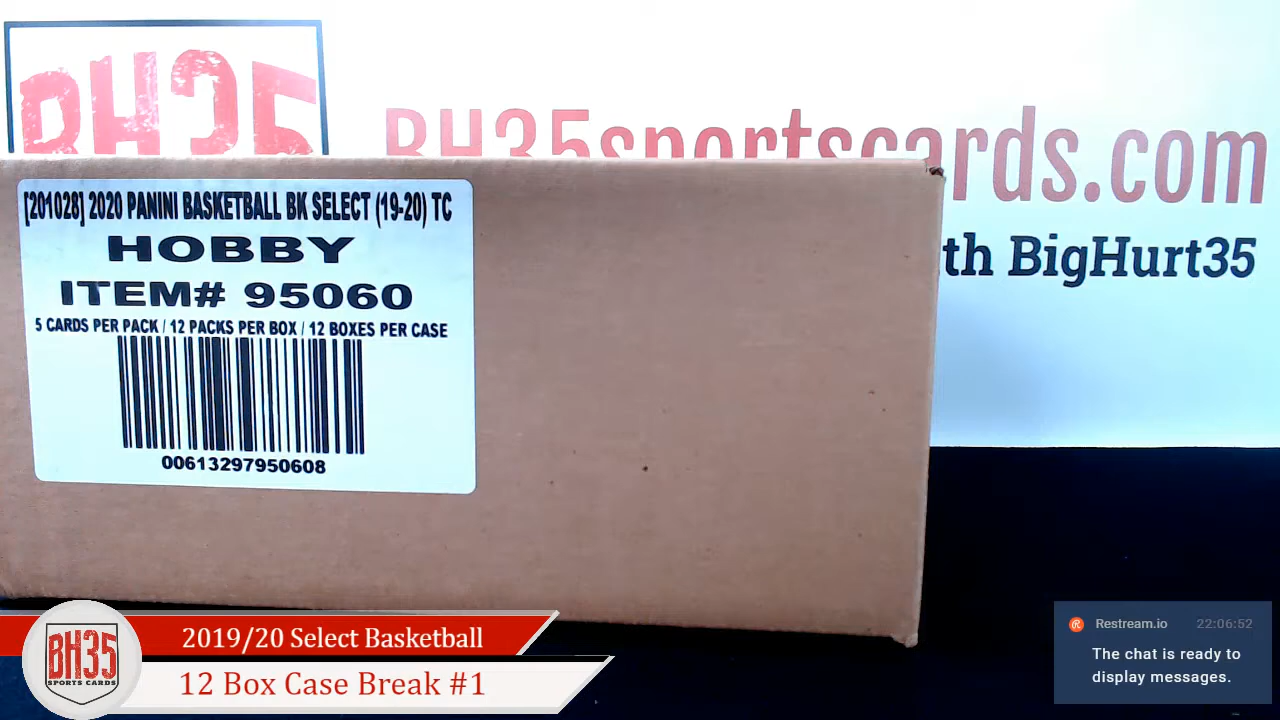 BH35
BH35sportscards.com
th BigHurt35
[201028] 2020 PANINI BASKETBALL BK SELECT (19-20) TC
HOBBY
ITEM# 95060
5 CARDS PER PACK / 12 PACKS PER BOX / 12 BOXES PER CASE
00613297950608
BH35
SPORTS CARDS
2019/20 Select Basketball
12 Box Case Break #1
Restream.io 22:06:52
The chat is ready to
display messages.